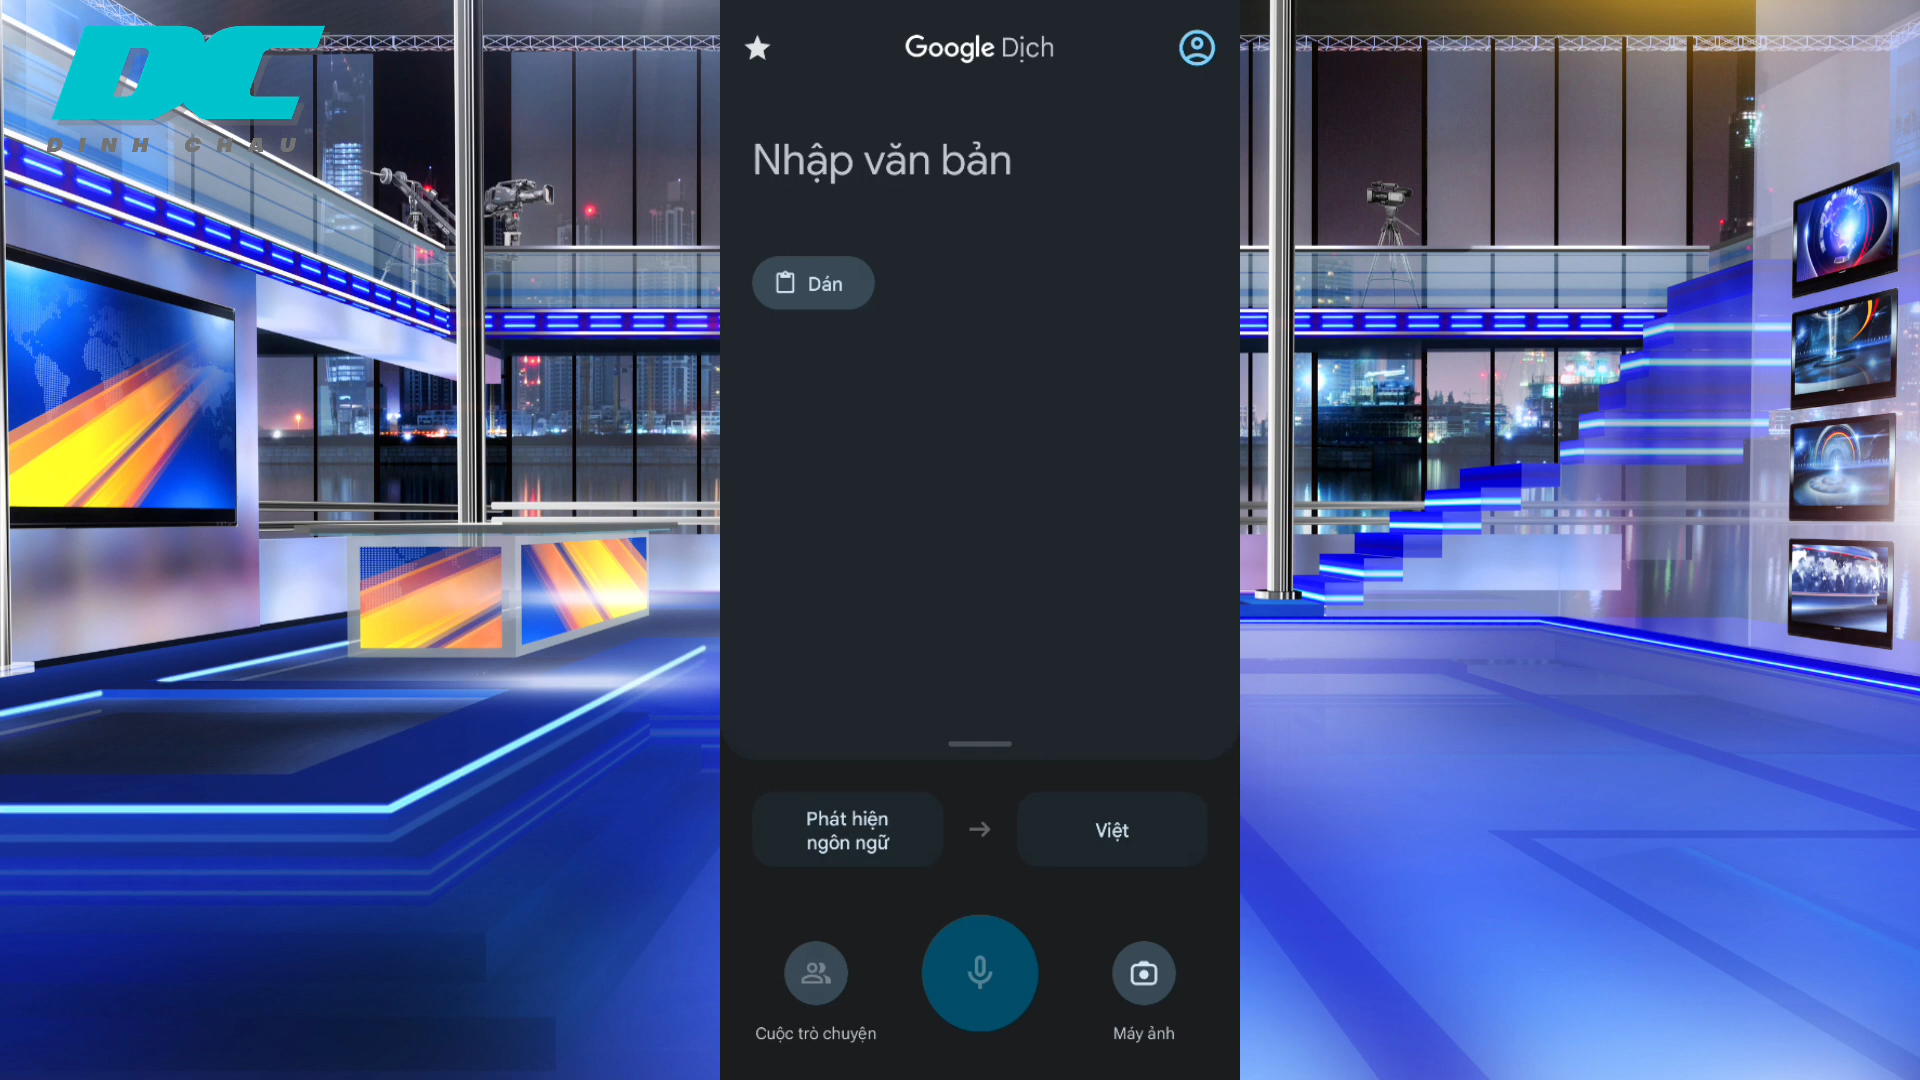 DC
DINH CHAU
Google Dịch
Nhập văn bản
Dán
Phát hiện
ngôn ngữ
Việt
Cuộc trò chuyện
Máy ảnh